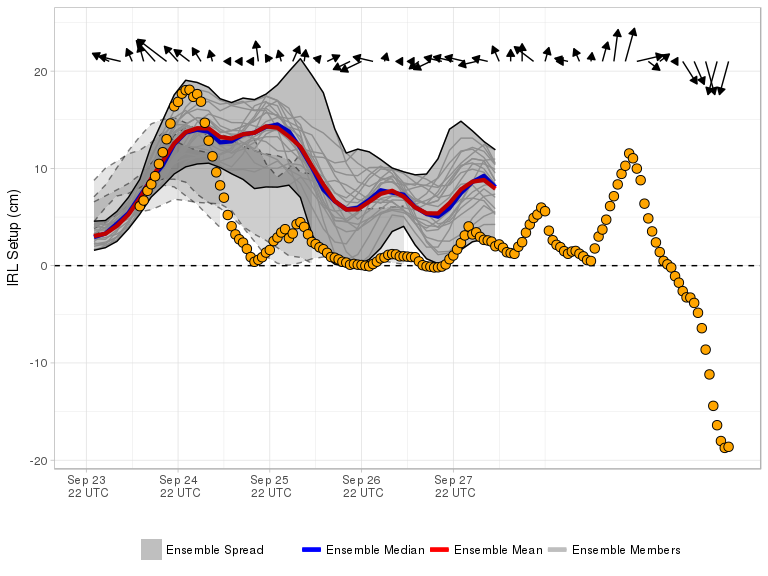 IRL Setup (cm)
20
10
0
-10
-20
Sep 23 Sep 24 Sep 25 Sep 26 Sep 27
22 UTC 22 UTC 22 UTC 22 UTC 22 UTC
Ensemble Spread Ensemble Median Ensemble Mean Ensemble Members